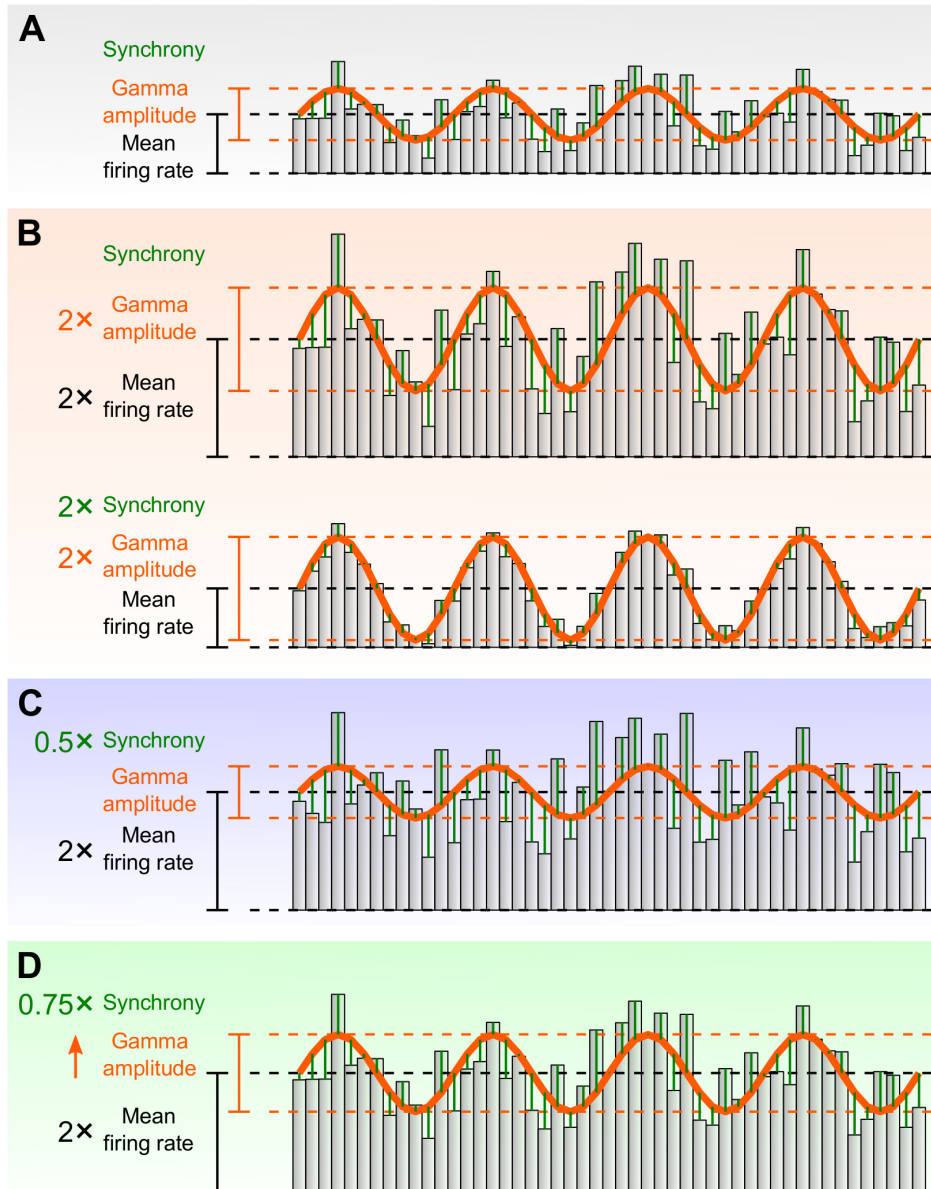 A
Synchrony
Gamma
amplitude
Mean
firing rate
B
Synchrony
2× Gamma
amplitude
2× Mean
firing rate
2× Synchrony
2× Gamma
amplitude
Mean
firing rate
C
0.5× Synchrony
Gamma
amplitude
2× Mean
firing rate
D
0.75× Synchrony
Gamma
amplitude
2× Mean
firing rate